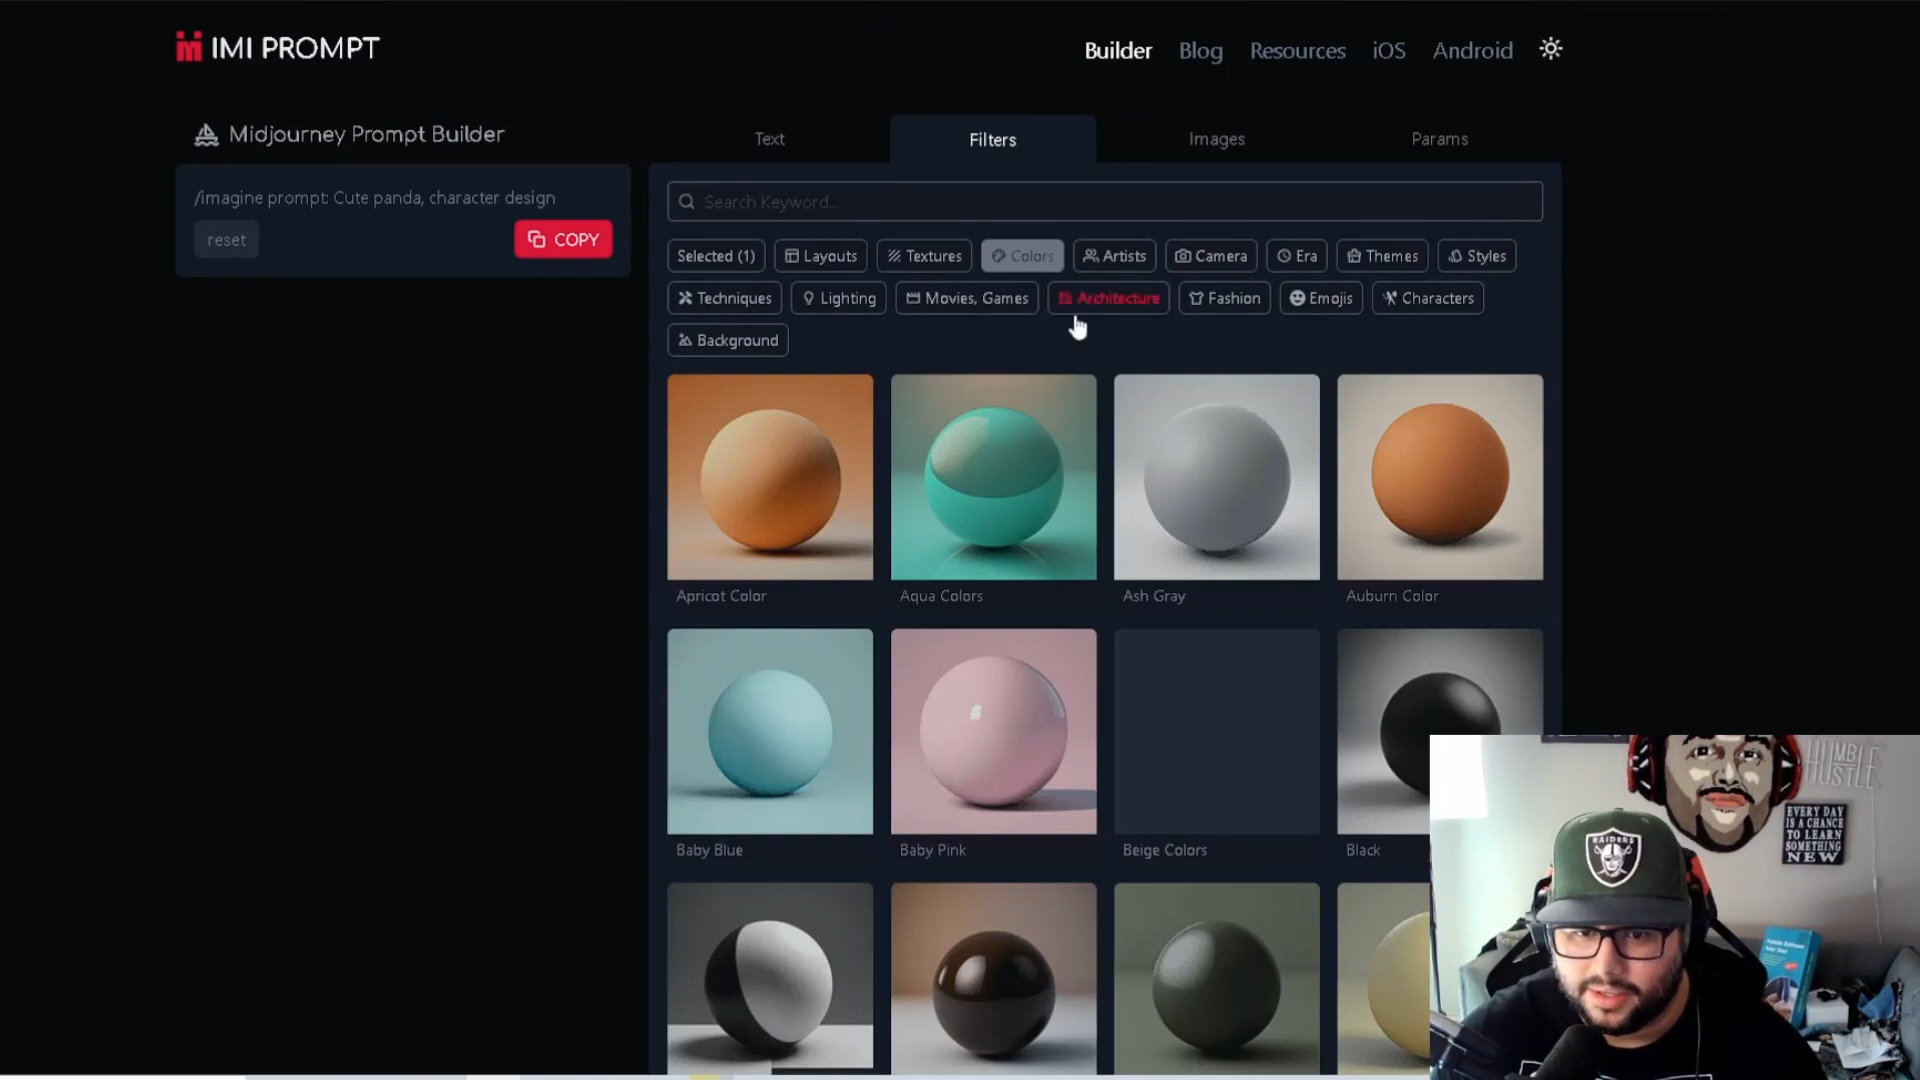 IMI PROMPT
Builder Blog Resources iOS Android
Midjourney Prompt Builder
Text Filters Images Params
/imagine prompt: Cute panda, character design
reset COPY
Search Keyword...
Selected (1) Layouts Textures Colors Artists Camera Era Themes Styles
Techniques Lighting Movies, Games Architecture Fashion Emojis Characters
Background
Apricot Color Aqua Colors Ash Gray Auburn Color
Baby Blue Baby Pink Beige Colors Black
HUMBLE
HUSTLE
EVERY DAY
IS A CHANCE
TO LEARN
SOMETHING
NEW
RAIDERS